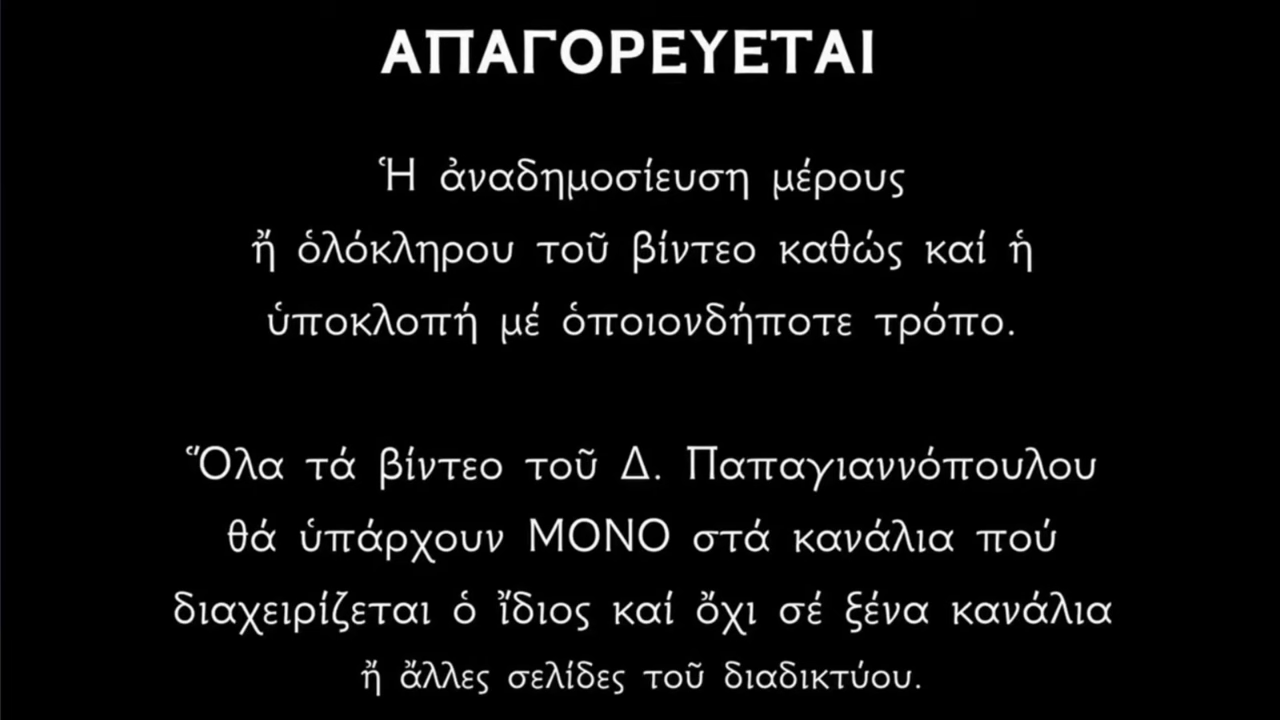 ΑΠΑΓΟΡΕΥΕΤΑΙ
Ἡ ἀναδημοσίευση μέρους
ἤ ὁλόκληρου τοῦ βίντεο καθώς καί ἡ
ὑποκλοπή μέ ὁποιονδήποτε τρόπο.
Ὅλα τά βίντεο τοῦ Δ. Παπαγιαννόπουλου
θά ὑπάρχουν ΜΟΝΟ στά κανάλια πού
διαχειρίζεται ὁ ἴδιος καί ὄχι σέ ξένα κανάλια
ἤ ἄλλες σελίδες τοῦ διαδικτύου.